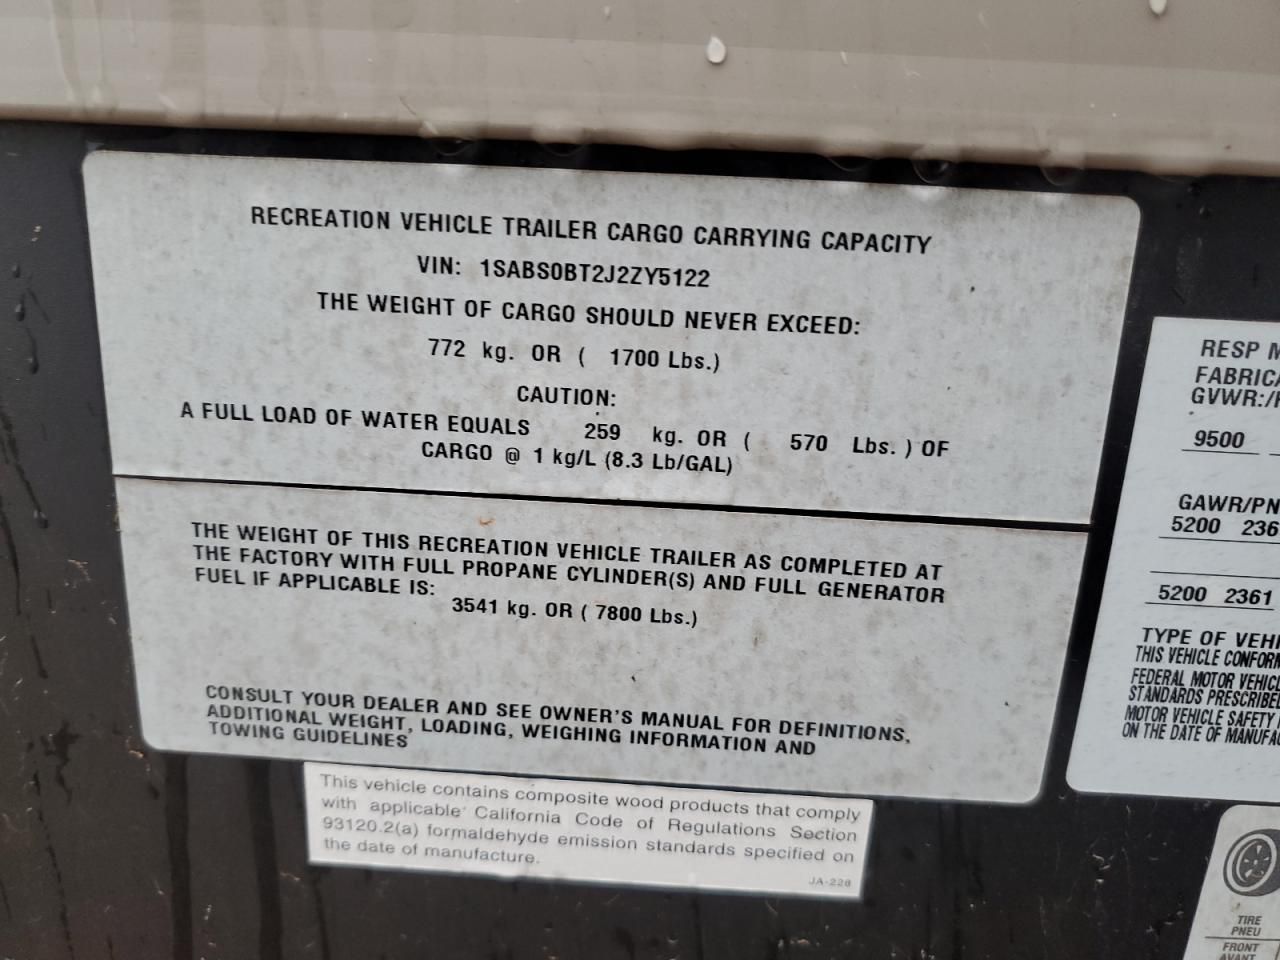 RECREATION VEHICLE TRAILER CARGO CARRYING CAPACITY
VIN: 1SABS0BT2J2ZY5122
THE WEIGHT OF CARGO SHOULD NEVER EXCEED:
772 kg. OR ( 1700 Lbs.)
CAUTION:
A FULL LOAD OF WATER EQUALS 259 kg. OR ( 570 Lbs. ) OF
CARGO @ 1 kg/L (8.3 Lb/GAL)
THE WEIGHT OF THIS RECREATION VEHICLE TRAILER AS COMPLETED AT
THE FACTORY WITH FULL PROPANE CYLINDER(S) AND FULL GENERATOR
FUEL IF APPLICABLE IS:
3541 kg. OR ( 7800 Lbs.)
CONSULT YOUR DEALER AND SEE OWNER'S MANUAL FOR DEFINITIONS,
ADDITIONAL WEIGHT, LOADING, WEIGHING INFORMATION AND
TOWING GUIDELINES
This vehicle contains composite wood products that comply
with applicable California Code of Regulations Section
93120.2(a) formaldehyde emission standards specified on
the date of manufacture.
JA-228
RESP M
FABRICA
GVWR:/
9500
GAWR/PN
5200 236
5200 2361
TYPE OF VEHI
THIS VEHICLE CONFORM
FEDERAL MOTOR VEHICL
STANDARDS PRESCRIBED
MOTOR VEHICLE SAFETY
ON THE DATE OF MANUFAC
TIRE
PNEU
FRONT
AVANT